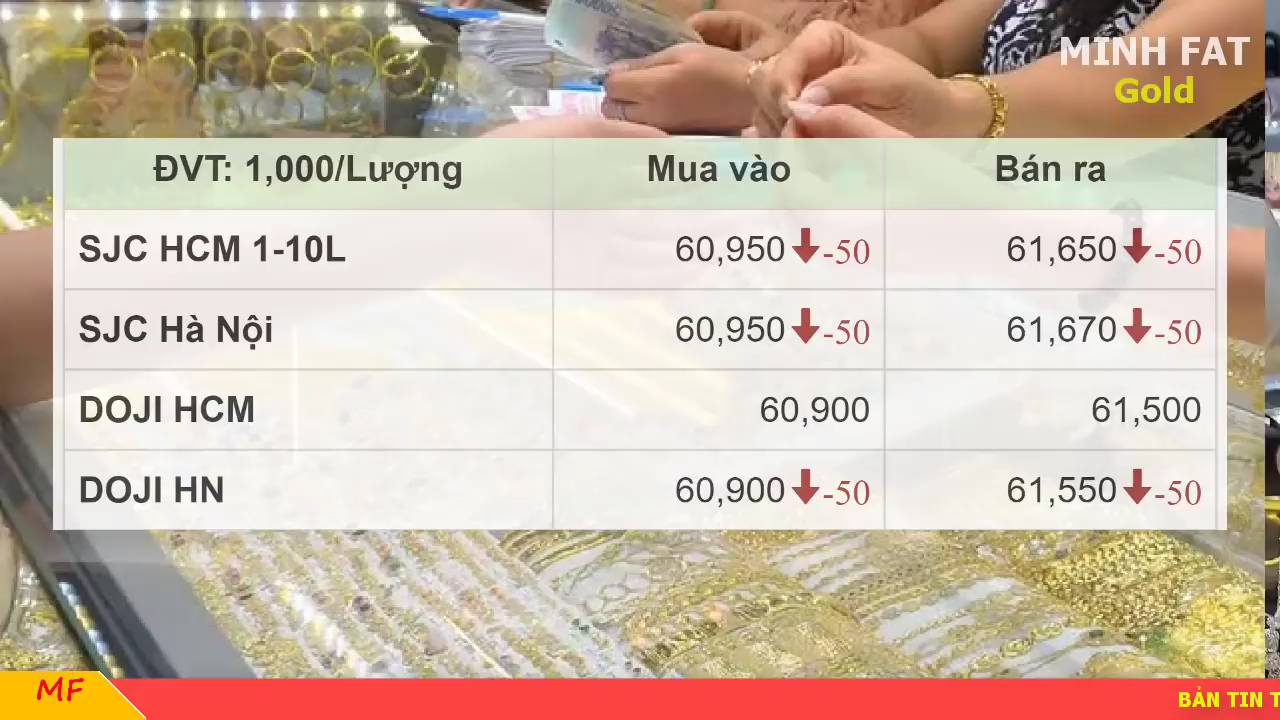 MINH FAT
Gold
ĐVT: 1,000/Lượng Mua vào Bán ra
SJC HCM 1-10L 60,950 -50 61,650 -50
SJC Hà Nội 60,950 -50 61,670 -50
DOJI HCM 60,900 61,500
DOJI HN 60,900 -50 61,550 -50
MF
BẢN TIN T